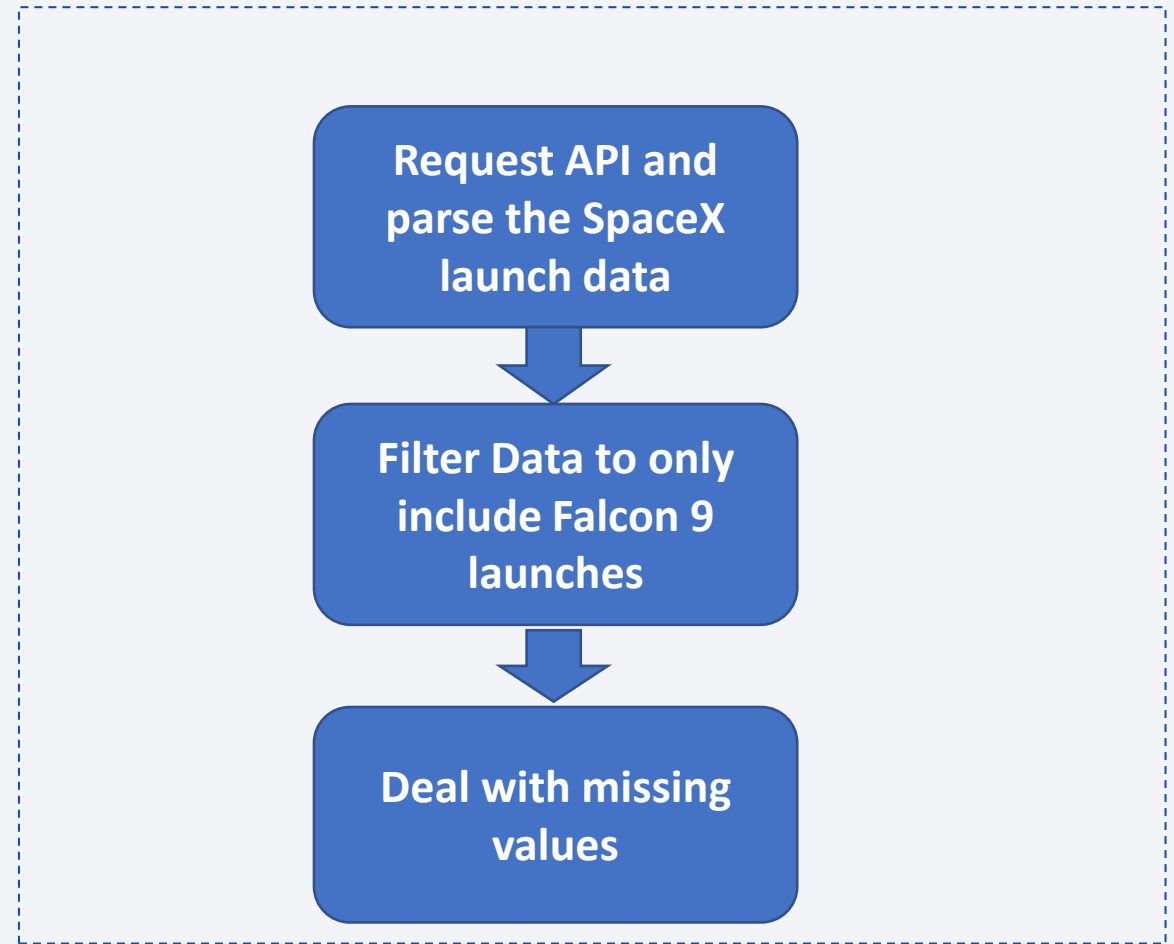 Request API and
parse the SpaceX
launch data
Filter Data to only
include Falcon 9
launches
Deal with missing
values